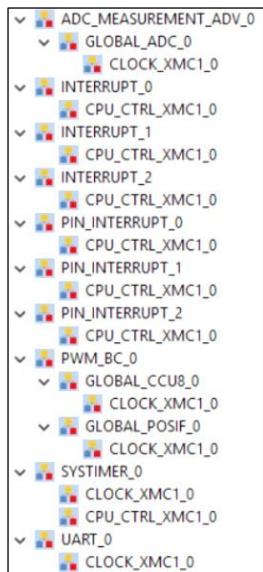 ADC_MEASUREMENT_ADV_0
GLOBAL_ADC_0
CLOCK_XMC1_0
INTERRUPT_0
CPU_CTRL_XMC1_0
INTERRUPT_1
CPU_CTRL_XMC1_0
INTERRUPT_2
CPU_CTRL_XMC1_0
PIN_INTERRUPT_0
CPU_CTRL_XMC1_0
PIN_INTERRUPT_1
CPU_CTRL_XMC1_0
PIN_INTERRUPT_2
CPU_CTRL_XMC1_0
PWM_BC_0
GLOBAL_CCU8_0
CLOCK_XMC1_0
GLOBAL_POSIF_0
CLOCK_XMC1_0
SYSTIMER_0
CLOCK_XMC1_0
CPU_CTRL_XMC1_0
UART_0
CLOCK_XMC1_0